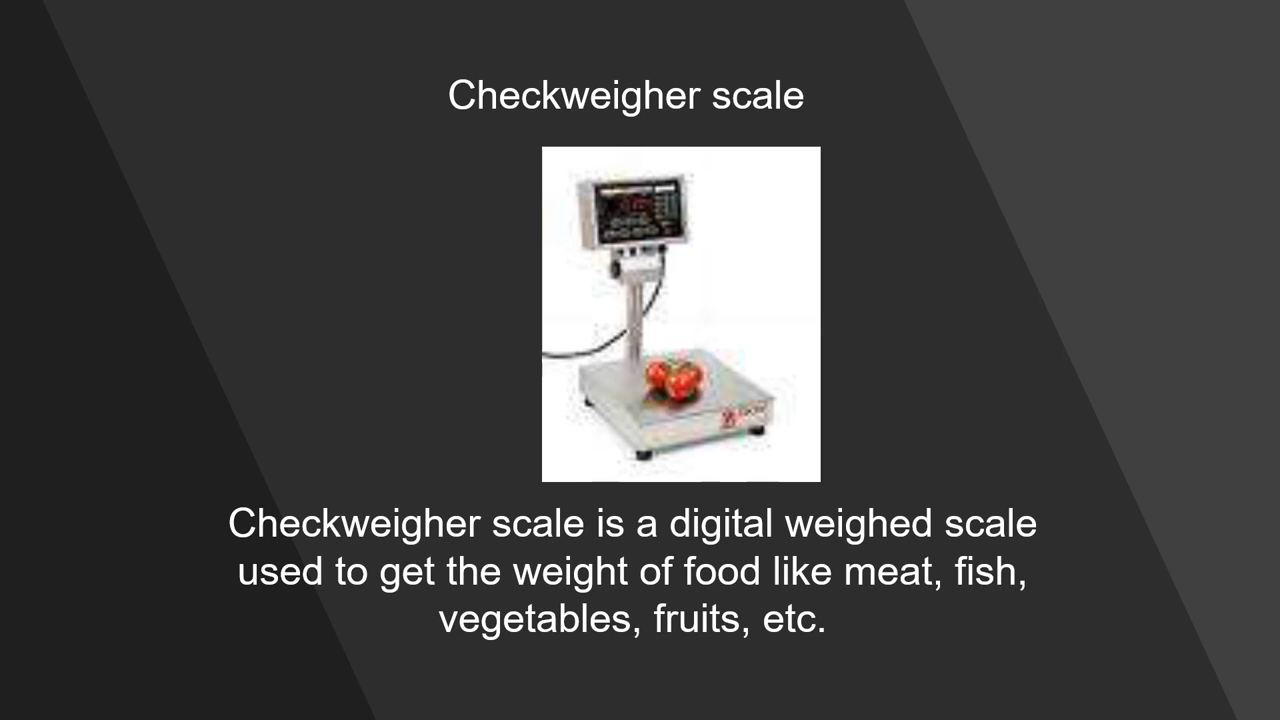 Checkweigher scale
Checkweigher scale is a digital weighed scale
used to get the weight of food like meat, fish,
vegetables, fruits, etc.